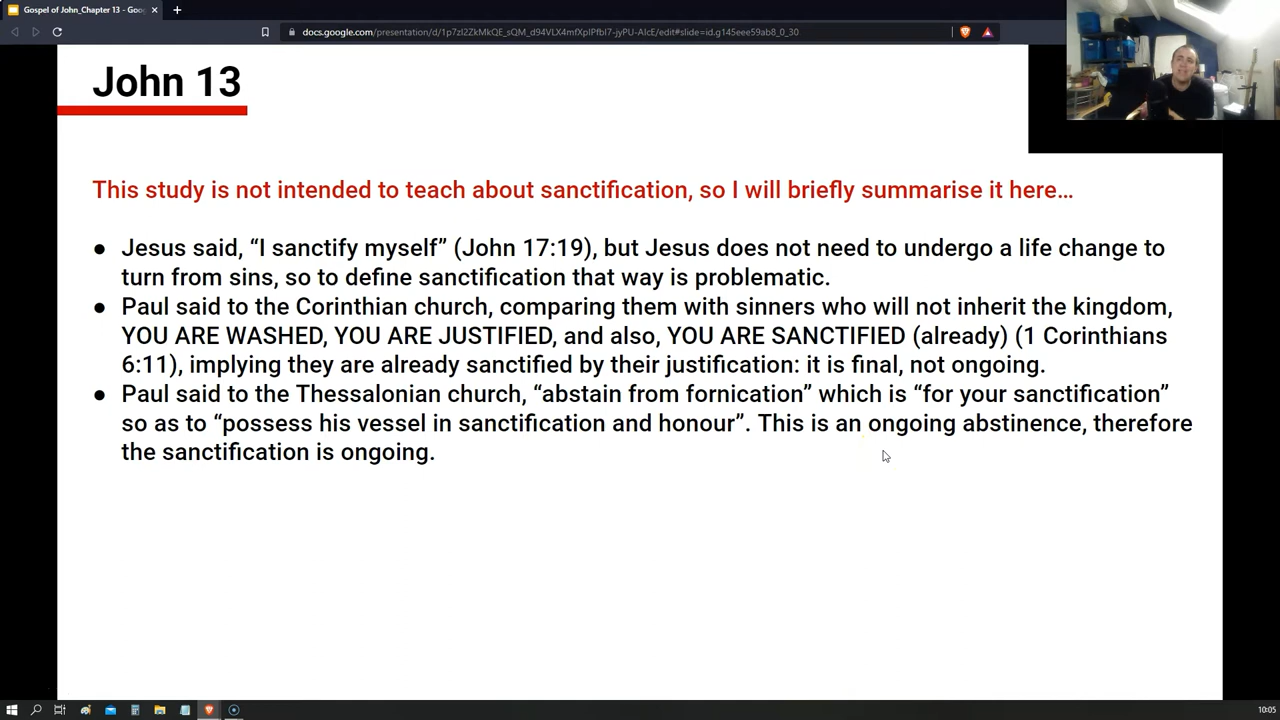 Gospel of John_Chapter 13 - Goo
docs.google.com/presentation/d/1p7zl2ZkMkQE_sQM_d94VLX4mfXpIPfbl7-jyPU-AIcE/edit#slide=id.g145eee59ab8_0_30
John 13
This study is not intended to teach about sanctification, so I will briefly summarise it here…
● Jesus said, “I sanctify myself” (John 17:19), but Jesus does not need to undergo a life change to
turn from sins, so to define sanctification that way is problematic.
● Paul said to the Corinthian church, comparing them with sinners who will not inherit the kingdom,
YOU ARE WASHED, YOU ARE JUSTIFIED, and also, YOU ARE SANCTIFIED (already) (1 Corinthians
6:11), implying they are already sanctified by their justification: it is final, not ongoing.
● Paul said to the Thessalonian church, “abstain from fornication” which is “for your sanctification”
so as to “possess his vessel in sanctification and honour”. This is an ongoing abstinence, therefore
the sanctification is ongoing.
10:05